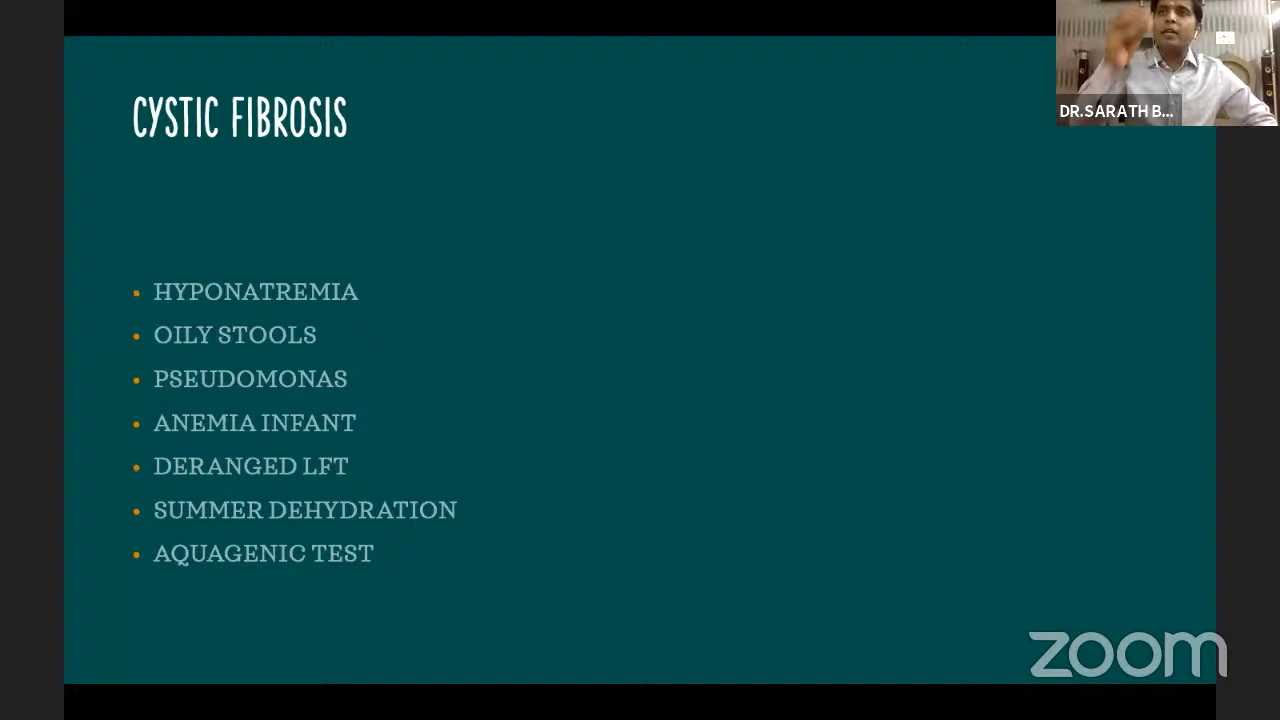 DR.SARATH B...
CYSTIC FIBROSIS
• HYPONATREMIA
• OILY STOOLS
• PSEUDOMONAS
• ANEMIA INFANT
• DERANGED LFT
• SUMMER DEHYDRATION
• AQUAGENIC TEST
zoom